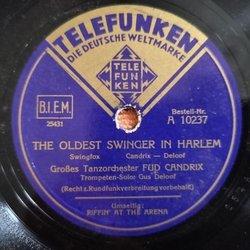 TELEFUNKEN
DIE DEUTSCHE WELTMARKE
TELE
FUN
KEN
B.I.E.M.
25431
Bestell-Nr.
A 10237
THE OLDEST SWINGER IN HARLEM
Swingfox Candrix - Deloof
Großes Tanzorchester FUD CANDRIX
Trompeten-Solo: Gus Deloof
(Recht z. Rundfunkverbreitung vorbehalt.)
Umseitig:
RIFFIN' AT THE ARENA